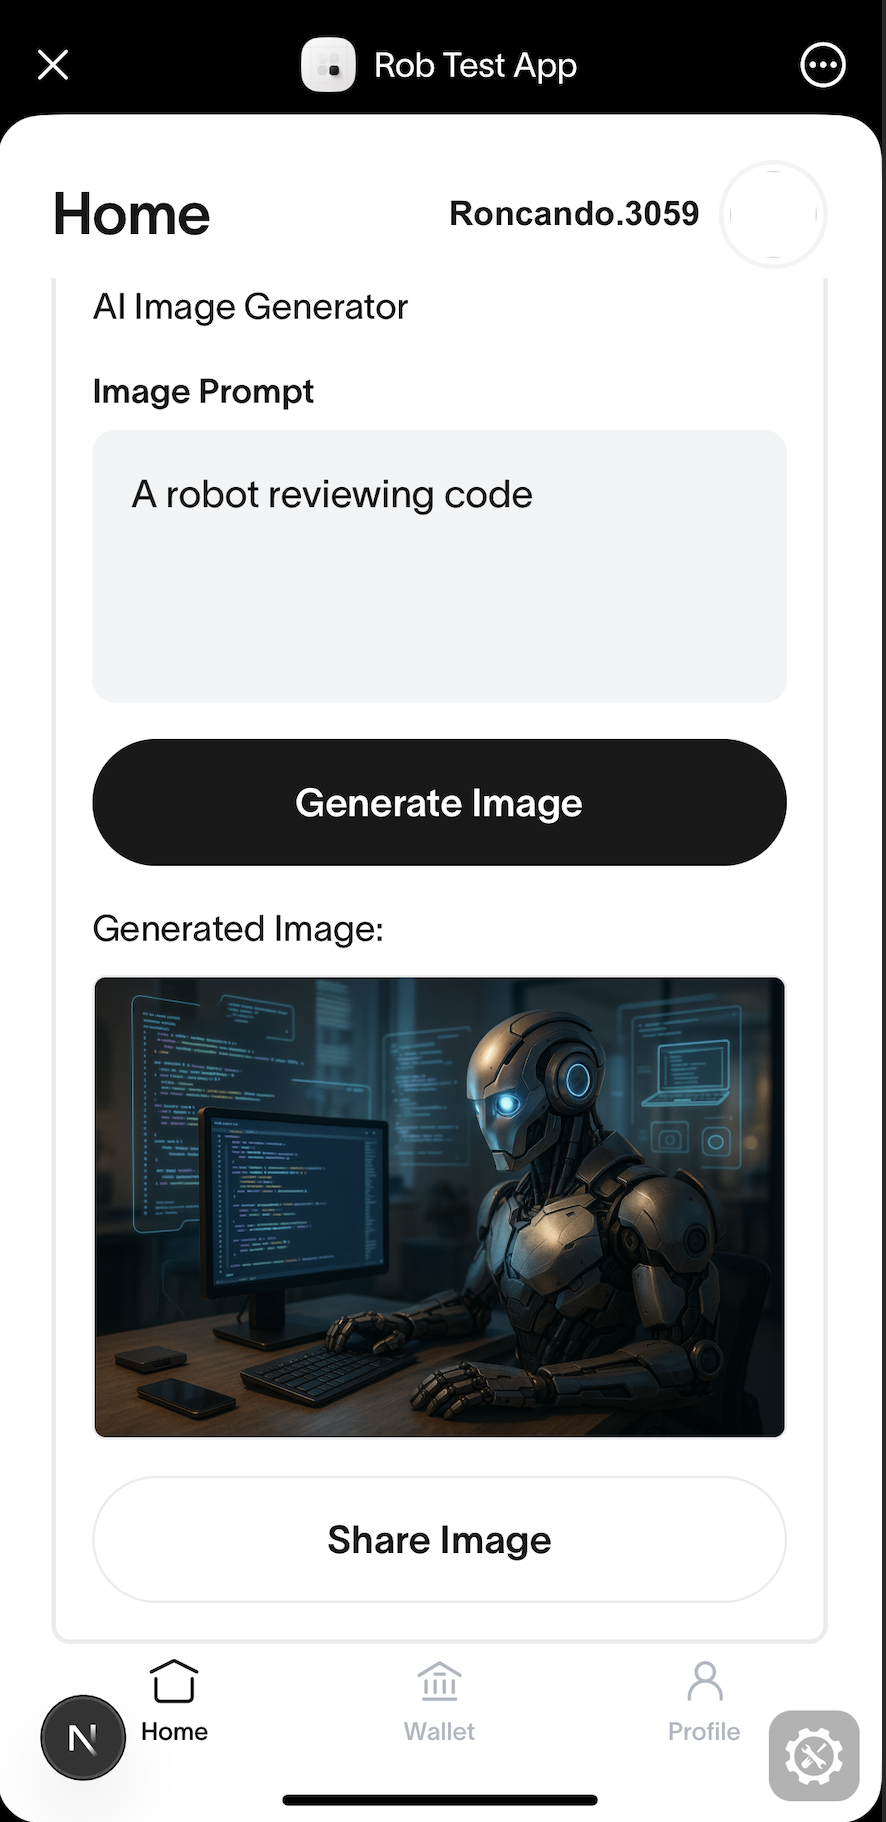 Rob Test App
Home
Roncando.3059
AI Image Generator
Image Prompt
A robot reviewing code
Generate Image
Generated Image:
Share Image
Home
Wallet
Profile
N